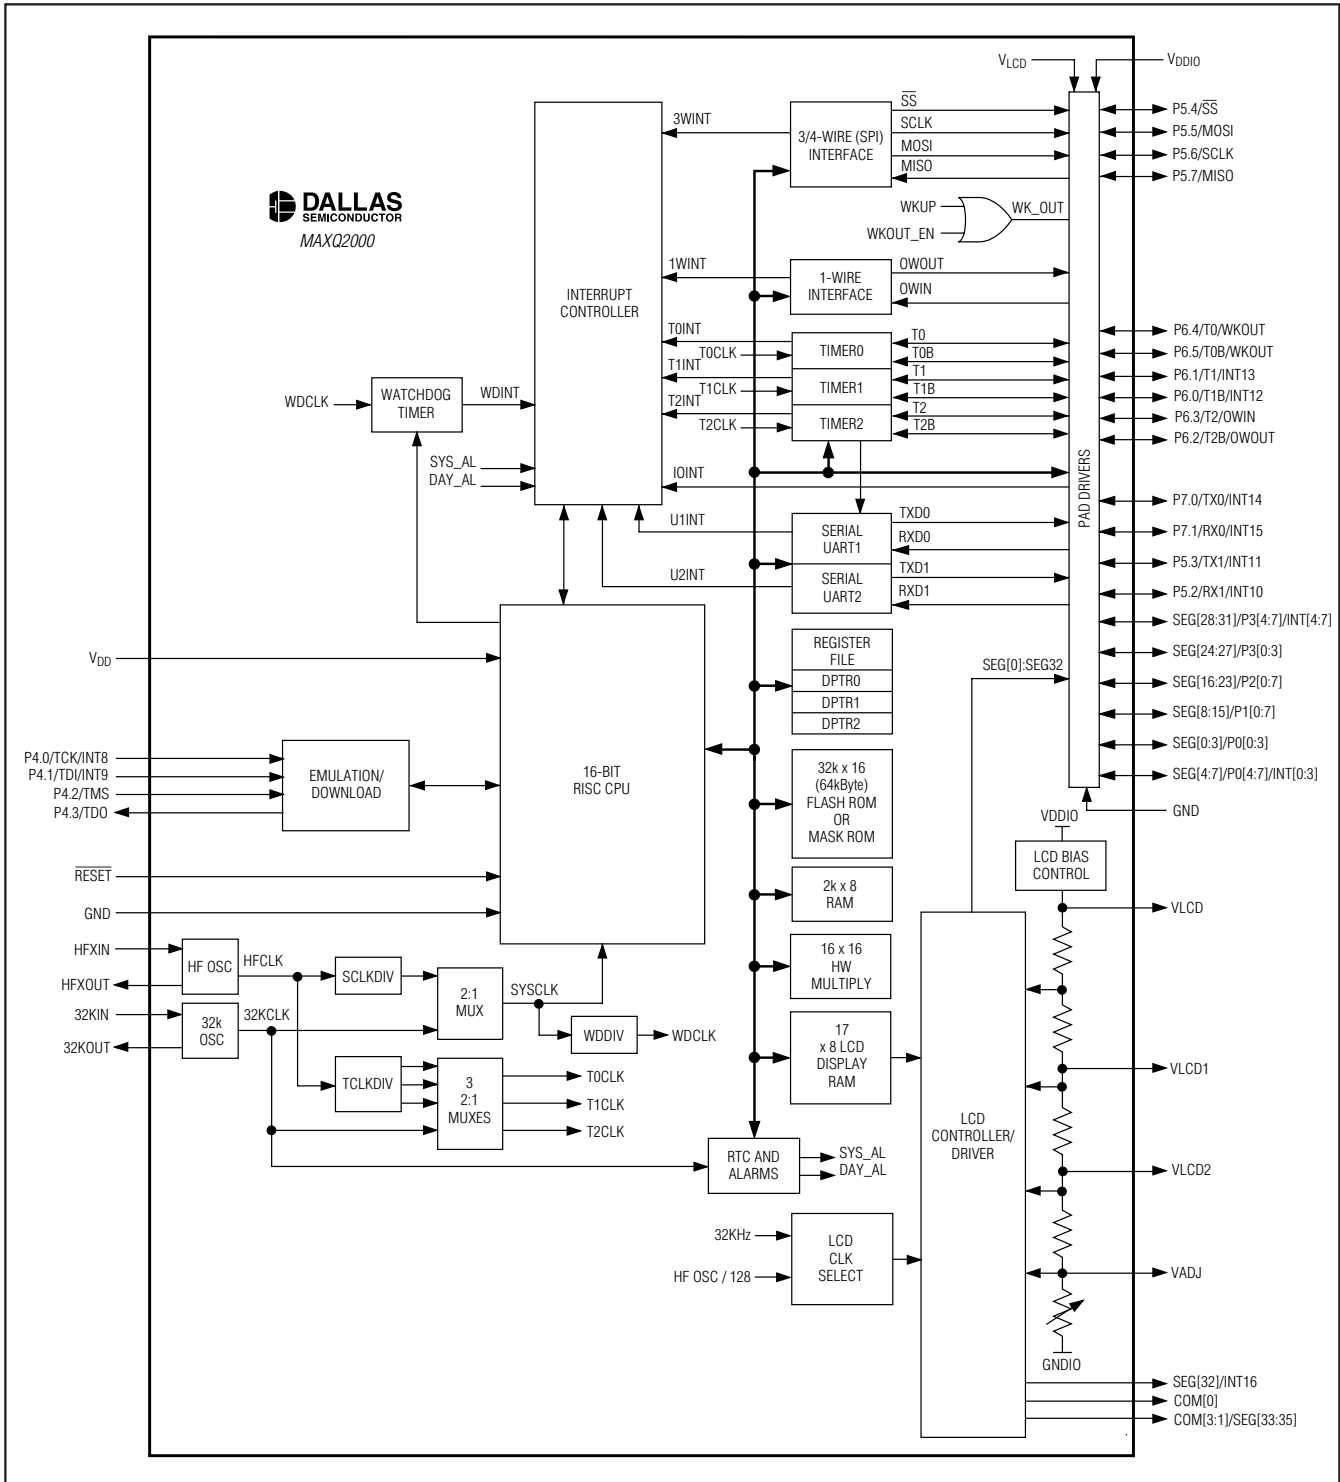 VLCD
VDDIO
SS
P5.4/SS
3WINT
3/4-WIRE (SPI)
INTERFACE
SCLK
P5.5/MOSI
MOSI
P5.6/SCLK
MISO
P5.7/MISO
DALLAS
SEMICONDUCTOR
MAXQ2000
WKUP
WKOUT_EN
WK_OUT
1WINT
1-WIRE
INTERFACE
OWOUT
OWIN
INTERRUPT
CONTROLLER
T0INT
T0CLK
T1INT
T1CLK
T2INT
T2CLK
TIMER0
TIMER1
TIMER2
T0
T0B
T1
T1B
T2
T2B
P6.4/T0/WKOUT
P6.5/T0B/WKOUT
P6.1/T1/INT13
P6.0/T1B/INT12
P6.3/T2/OWIN
P6.2/T2B/OWOUT
WDCLK
WATCHDOG
TIMER
WDINT
SYS_AL
DAY_AL
IOINT
PAD DRIVERS
U1INT
U2INT
SERIAL
UART1
SERIAL
UART2
TXD0
RXD0
TXD1
RXD1
P7.0/TX0/INT14
P7.1/RX0/INT15
P5.3/TX1/INT11
P5.2/RX1/INT10
SEG[28:31]/P3[4:7]/INT[4:7]
SEG[24:27]/P3[0:3]
SEG[16:23]/P2[0:7]
SEG[8:15]/P1[0:7]
SEG[0:3]/P0[0:3]
SEG[4:7]/P0[4:7]/INT[0:3]
GND
VDD
REGISTER
FILE
DPTR0
DPTR1
DPTR2
SEG[0]:SEG32
P4.0/TCK/INT8
P4.1/TDI/INT9
P4.2/TMS
P4.3/TDO
EMULATION/
DOWNLOAD
16-BIT
RISC CPU
32k x 16
(64kByte)
FLASH ROM
OR
MASK ROM
VDDIO
LCD BIAS
CONTROL
RESET
GND
2k x 8
RAM
VLCD
HFXIN
HFXOUT
HF OSC
HFCLK
SCLKDIV
2:1
MUX
SYSCLK
16 x 16
HW
MULTIPLY
32KIN
32KOUT
32k
OSC
32KCLK
WDDIV
WDCLK
17
x 8 LCD
DISPLAY
RAM
VLCD1
TCLKDIV
3
2:1
MUXES
T0CLK
T1CLK
T2CLK
LCD
CONTROLLER/
DRIVER
RTC AND
ALARMS
SYS_AL
DAY_AL
VLCD2
32KHz
HF OSC / 128
LCD
CLK
SELECT
VADJ
GNDIO
SEG[32]/INT16
COM[0]
COM[3:1]/SEG[33:35]